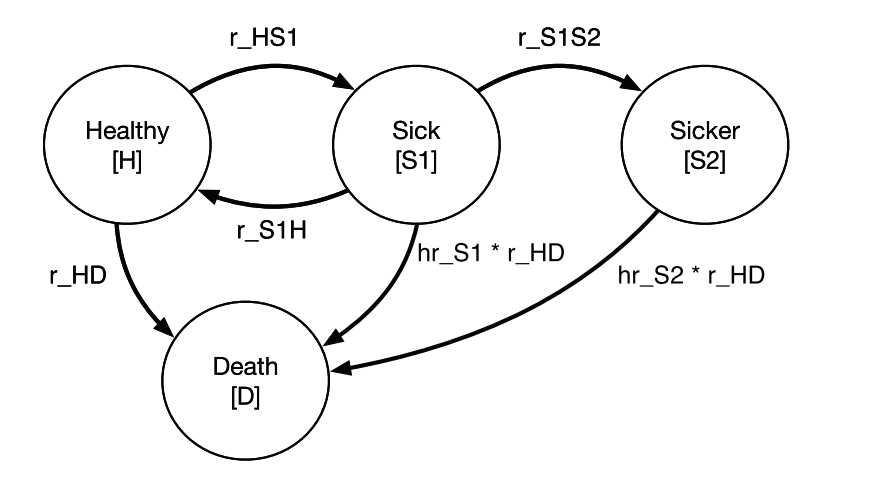 r_HS1
r_S1S2
Healthy
[H]
Sick
[S1]
Sicker
[S2]
r_S1H
hr_S1 * r_HD
r_HD
hr_S2 * r_HD
Death
[D]